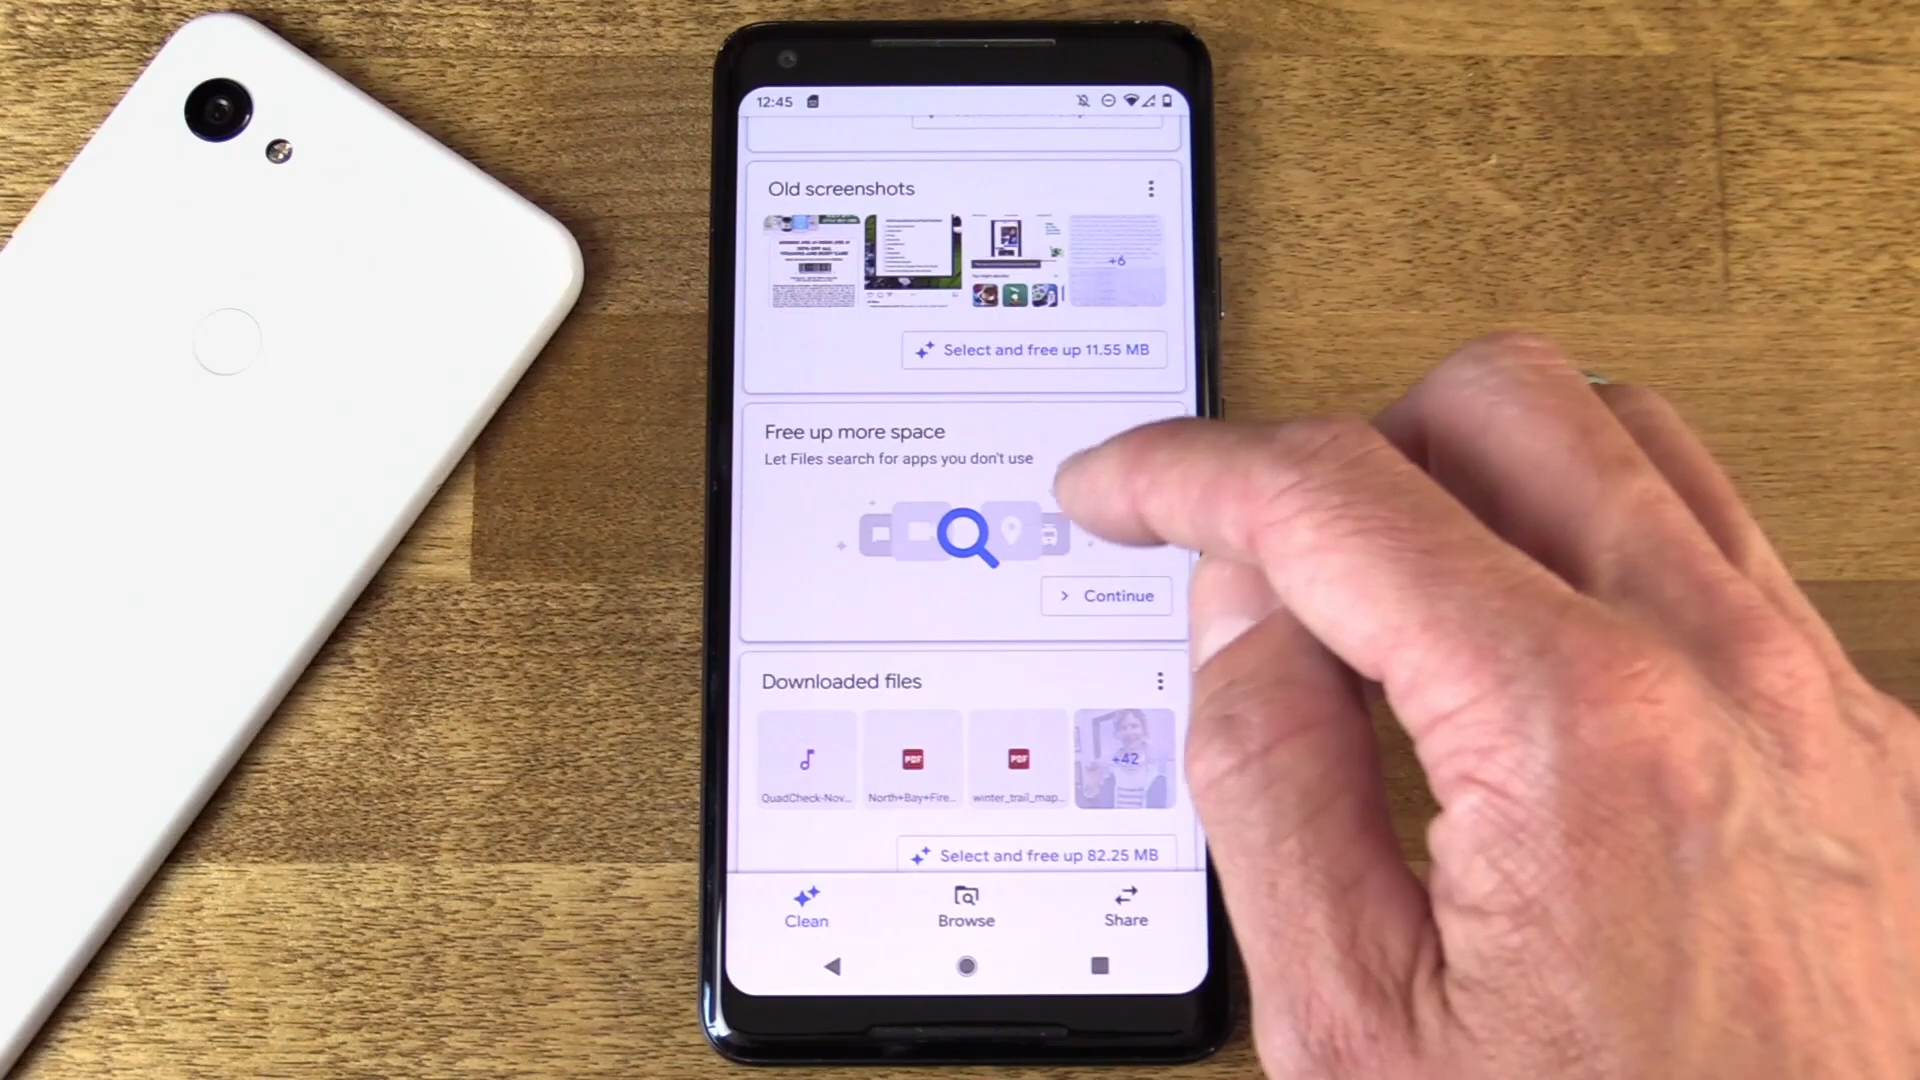 12:45
Old screenshots
+6
Select and free up 11.55 MB
Free up more space
Let Files search for apps you don't use
Continue
Downloaded files
PDF
PDF
+42
QuadCheck-Nov...
North+Bay+Fire...
winter_trail_map...
Select and free up 82.25 MB
Clean
Browse
Share